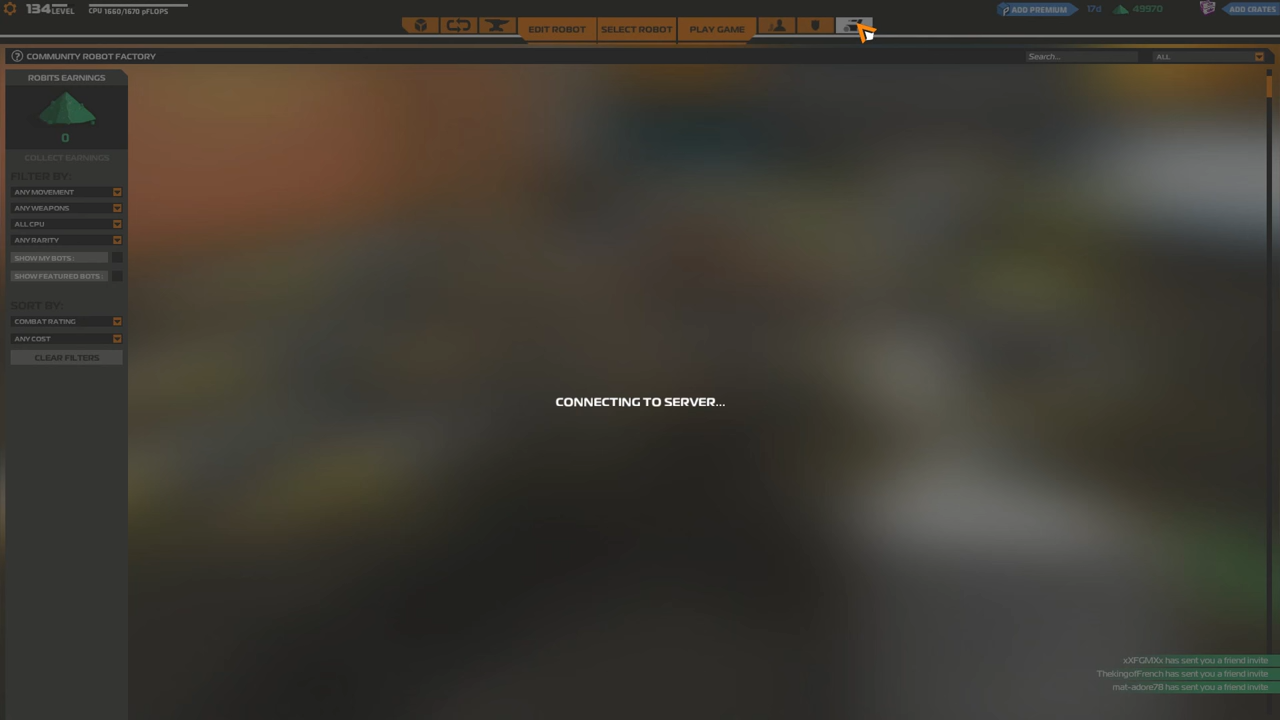 134 LEVEL
CPU 1660/1670 pFLOPS
EDIT ROBOT
SELECT ROBOT
PLAY GAME
ADD PREMIUM
17d
49970
ADD CRATES
? COMMUNITY ROBOT FACTORY
Search...
ALL
ROBITS EARNINGS
0
COLLECT EARNINGS
FILTER BY:
ANY MOVEMENT
ANY WEAPONS
ALL CPU
ANY RARITY
SHOW MY BOTS :
SHOW FEATURED BOTS :
SORT BY:
COMBAT RATING
ANY COST
CLEAR FILTERS
CONNECTING TO SERVER...
xXFGMXx has sent you a friend invite
ThekingofFrench has sent you a friend invite
mat-adore78 has sent you a friend invite